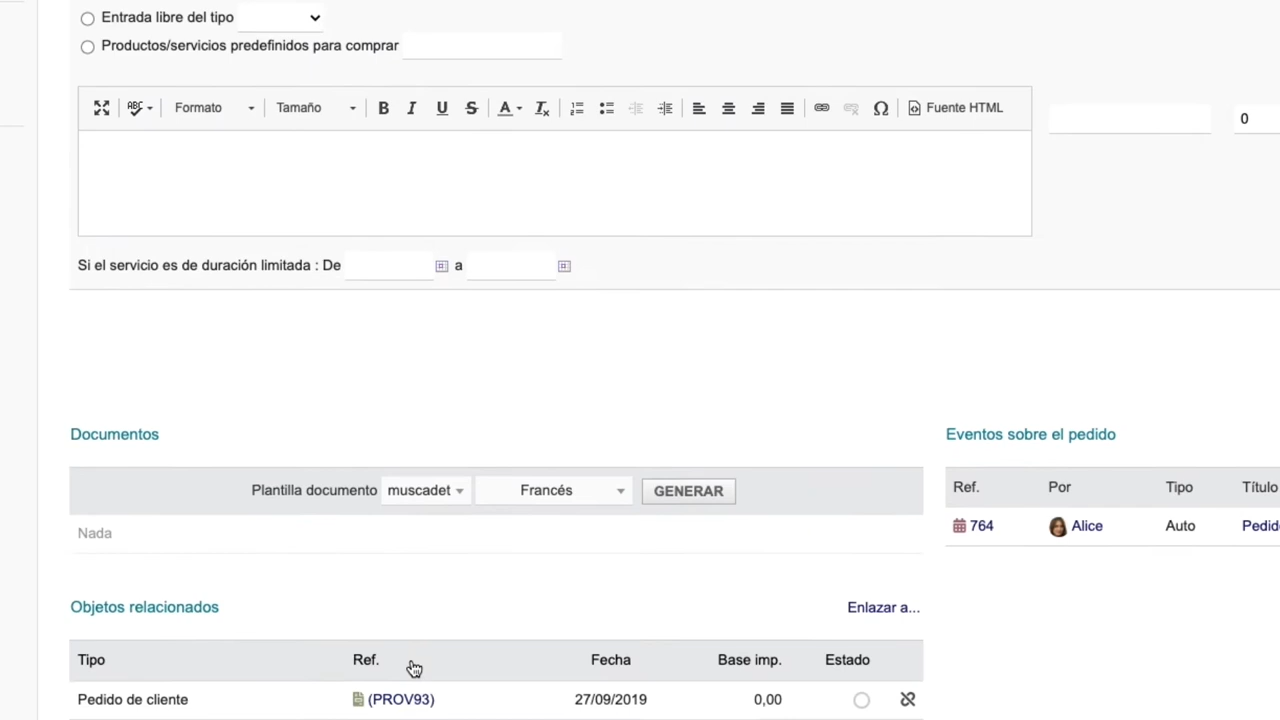 Entrada libre del tipo
Productos/servicios predefinidos para comprar
ABC Formato Tamaño B I U S A Tx Ω Fuente HTML
0
Si el servicio es de duración limitada : De a
Documentos
Plantilla documento muscadet Francés GENERAR
Nada
Eventos sobre el pedido
Ref. Por Tipo Título
764 Alice Auto Pedid
Objetos relacionados Enlazar a...
Tipo Ref. Fecha Base imp. Estado
Pedido de cliente (PROV93) 27/09/2019 0,00